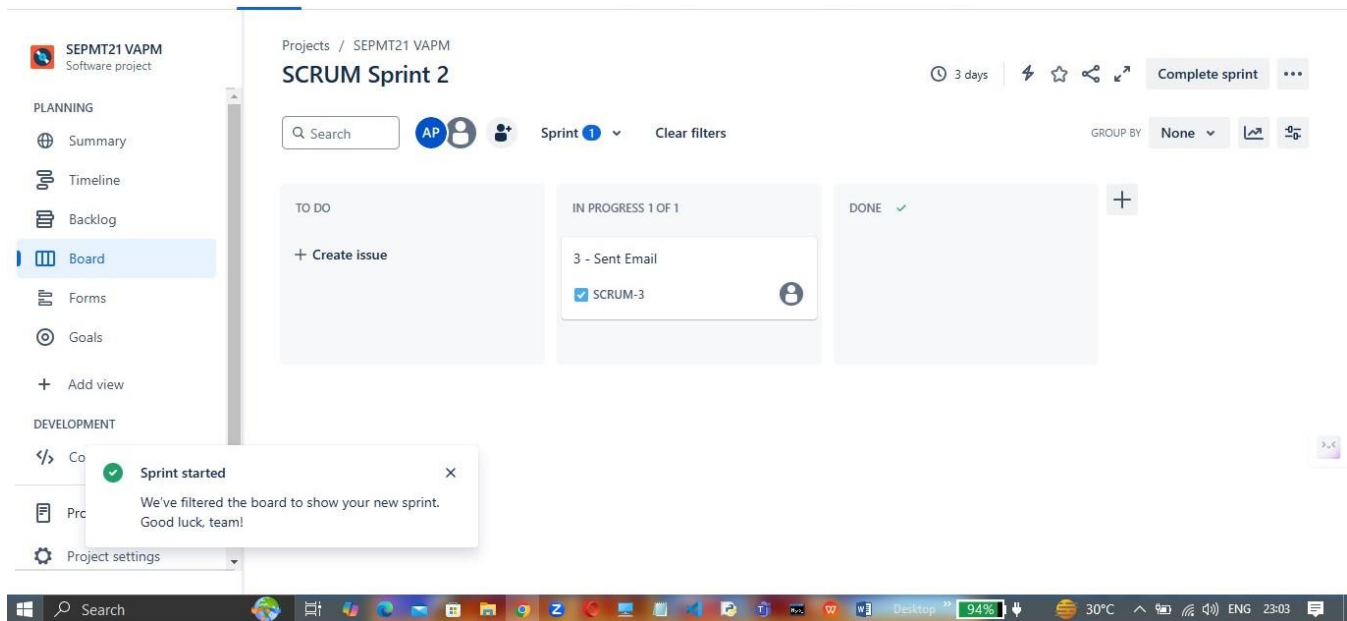 SEPMT21 VAPM
Software project
PLANNING
Summary
Timeline
Backlog
Board
Forms
Goals
Add view
DEVELOPMENT
Co
Pro
Project settings
Projects / SEPMT21 VAPM
SCRUM Sprint 2
3 days
Complete sprint
Search
AP
Sprint 1
Clear filters
GROUP BY None
TO DO
+ Create issue
IN PROGRESS 1 OF 1
3 - Sent Email
SCRUM-3
DONE
Sprint started
We've filtered the board to show your new sprint.
Good luck, team!
Search
Desktop
94%
30°C
ENG
23:03